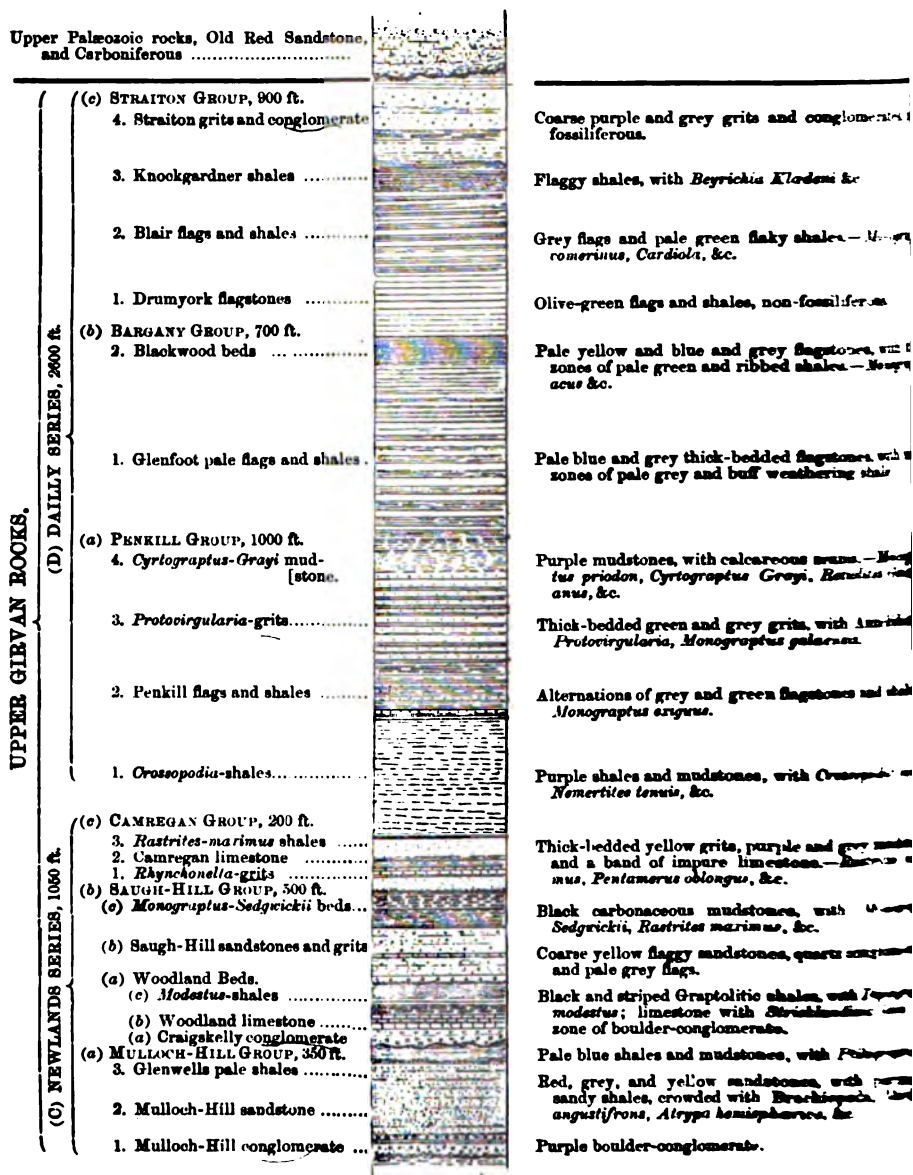 Upper Palæozoic rocks, Old Red Sandstone,
and Carboniferous
UPPER GIRVAN ROCKS.
(D) DAILLY SERIES, 2600 ft.
(c) STRAITON GROUP, 900 ft.
4. Straiton grits and conglomerate
Coarse purple and grey grits and
fossiliferous.
3. Knockgardner shales
Flaggy shales, with Beyrichia Klædeni &c
2. Blair flags and shales
Grey flags and pale green flaky shales.—
romerinus, Cardiola, &c.
1. Drumyork flagstones
Olive-green flags and shales,
(b) BARGANY GROUP, 700 ft.
2. Blackwood beds
Pale yellow and blue and grey flagstones,
zones of pale green and ribbed shales.—
acus &c.
1. Glenfoot pale flags and shales
Pale blue and grey thick-bedded flagstones,
zones of pale grey and buff weathering
(a) PENKILL GROUP, 1000 ft.
4. Cyrtograptus-Grayi mud-
[stone.
Purple mudstones, with calcareous
tus priodon, Cyrtograptus Grayi,
anus, &c.
3. Protovirgularia-grits
Thick-bedded green and grey grits, with
Protovirgularia, Monograptus
2. Penkill flags and shales
Alternations of grey and green flagstones and
Monograptus exiguus.
1. Crossopodia-shales
Purple shales and mudstones, with
Nemertites tenuis, &c.
(C) NEWLANDS SERIES, 1050 ft.
(c) CAMREGAN GROUP, 200 ft.
3. Rastrites-marimus shales
2. Camregan limestone
1. Rhynchonella-grits
Thick-bedded yellow grits, purple and grey
and a band of impure limestone.—
mus, Pentamerus oblongus, &c.
(b) SAUGH-HILL GROUP, 500 ft.
(c) Monograptus-Sedgwickii beds
Black carbonaceous mudstones, with
Sedgwickii, Rastrites maximus, &c.
(b) Saugh-Hill sandstones and grits
Coarse yellow flaggy sandstones, quartz
and pale grey flags.
(a) Woodland Beds.
(c) Modestus-shales
(b) Woodland limestone
(a) Craigskelly conglomerate
Black and striped Graptolitic shales, with
modestus; limestone with
zone of boulder-conglomerate.
(a) MULLOCH-HILL GROUP, 350 ft.
3. Glenwells pale shales
Pale blue shales and mudstones, with
2. Mulloch-Hill sandstone
Red, grey, and yellow sandstones, with
sandy shales, crowded with
angustifrons, Atrypa
1. Mulloch-Hill conglomerate
Purple boulder-conglomerate.